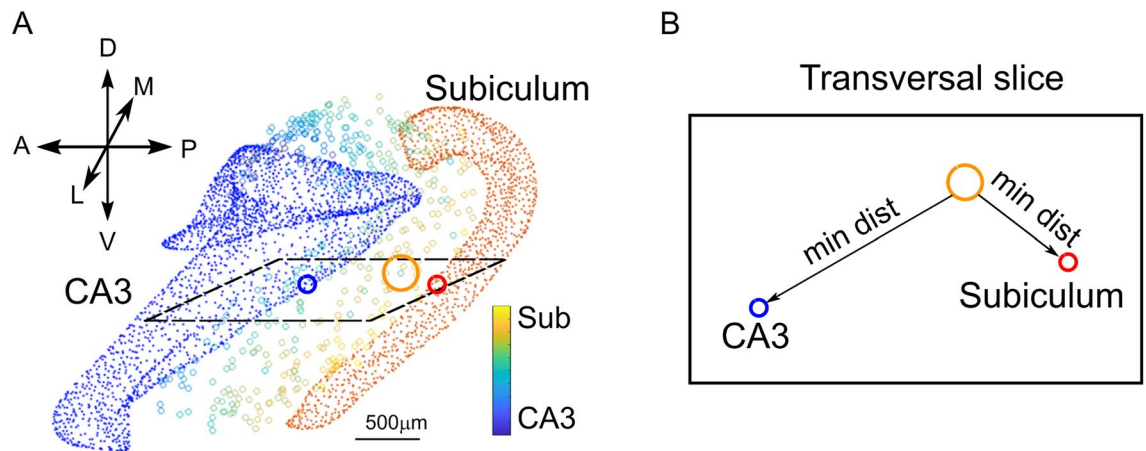 A
D
M
A
P
L
V
Subiculum
CA3
Sub
CA3
500μm
B
Transversal slice
min dist
min dist
Subiculum
CA3